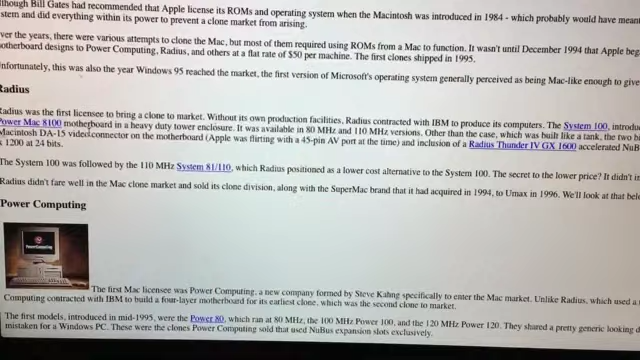 lthough Bill Gates had recommended that Apple license its ROMs and operating system when the Macintosh was introduced in 1984 - which probably would have meant
stem and did everything within its power to prevent a clone market from arising.
ver the years, there were various attempts to clone the Mac, but most of them required using ROMs from a Mac to function. It wasn't until December 1994 that Apple beg
otherboard designs to Power Computing, Radius, and others at a flat rate of $50 per machine. The first clones shipped in 1995.
nfortunately, this was also the year Windows 95 reached the market, the first version of Microsoft's operating system generally perceived as being Mac-like enough to give
Radius
Radius was the first licensee to bring a clone to market. Without its own production facilities, Radius contracted with IBM to produce its computers. The System 100, introduc
Power Mac 8100 motherboard in a heavy duty tower enclosure. It was available in 80 MHz and 110 MHz versions. Other than the case, which was built like a tank, the two bi
Macintosh DA-15 video connector on the motherboard (Apple was flirting with a 45-pin AV port at the time) and inclusion of a Radius Thunder IV GX 1600 accelerated NuB
x 1200 at 24 bits.
The System 100 was followed by the 110 MHz System 81/110, which Radius positioned as a lower cost alternative to the System 100. The secret to the lower price? It didn't in
Radius didn't fare well in the Mac clone market and sold its clone division, along with the SuperMac brand that it had acquired in 1994, to Umax in 1996. We'll look at that belo
Power Computing
The first Mac licensee was Power Computing, a new company formed by Steve Kahng specifically to enter the Mac market. Unlike Radius, which used a
Computing contracted with IBM to build a four-layer motherboard for its earliest clone, which was the second clone to market.
The first models, introduced in mid-1995, were the Power 80, which ran at 80 MHz, the 100 MHz Power 100, and the 120 MHz Power 120. They shared a pretty generic looking d
mistaken for a Windows PC. These were the clones Power Computing sold that used NuBus expansion slots exclusively.